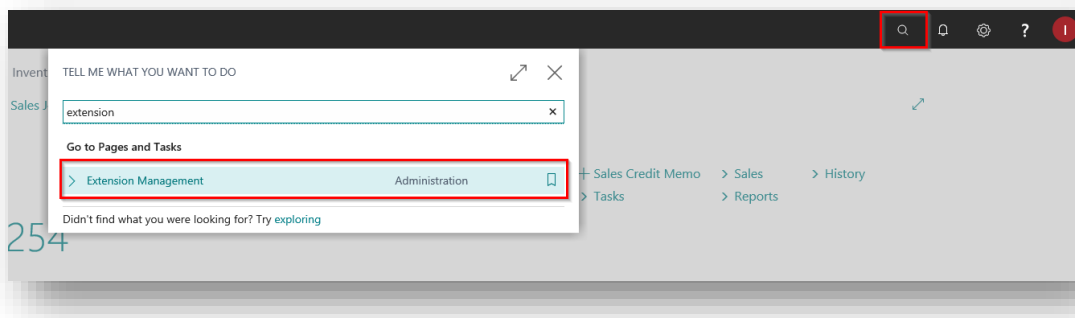 ?
I
Invent
TELL ME WHAT YOU WANT TO DO
Sales J
extension
Go to Pages and Tasks
Extension Management Administration
+ Sales Credit Memo > Sales > History
> Tasks > Reports
Didn't find what you were looking for? Try exploring
254